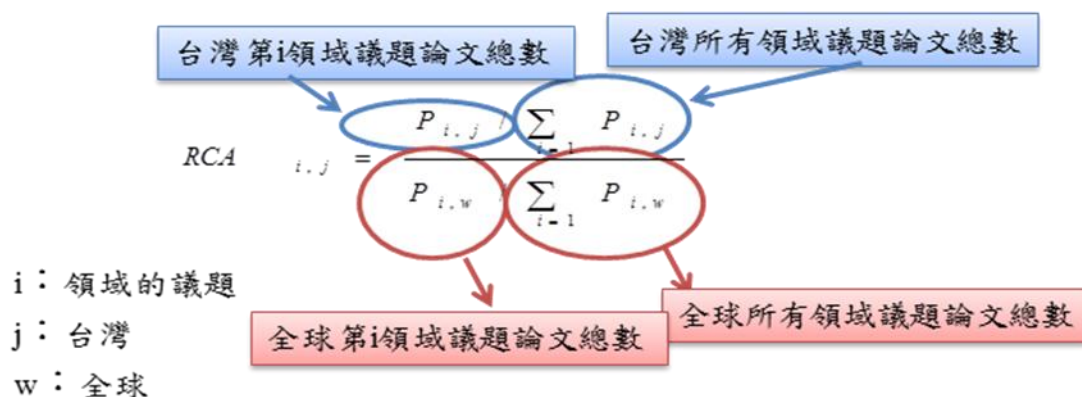 台灣第i領域議題論文總數
台灣所有領域議題論文總數
RCA i,j = P i,j / ∑ i=1 P i,j
P i,w / ∑ i=1 P i,w
i：領域的議題
j：台灣
w：全球
全球第i領域議題論文總數
全球所有領域議題論文總數